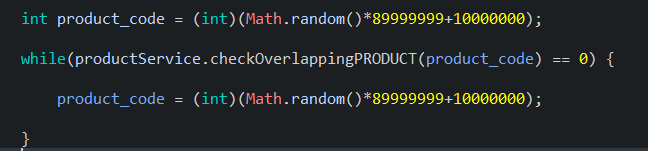 int product_code = (int)(Math.random()*89999999+10000000);
while(productService.checkOverlappingPRODUCT(product_code) == 0) {
product_code = (int)(Math.random()*89999999+10000000);
}